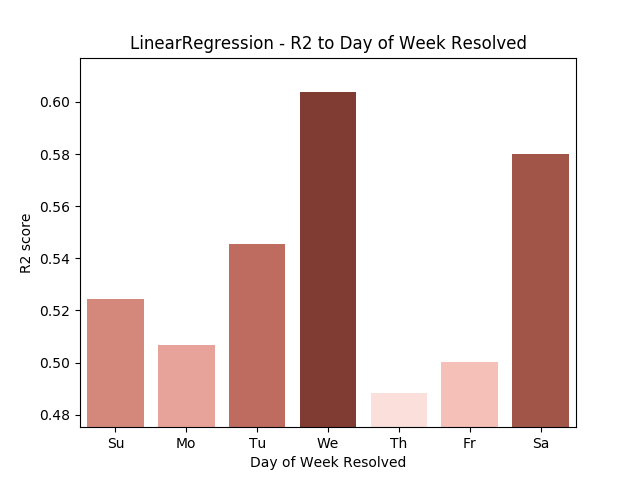 LinearRegression - R2 to Day of Week Resolved
R2 score
0.60
0.58
0.56
0.54
0.52
0.50
0.48
Su Mo Tu We Th Fr Sa
Day of Week Resolved